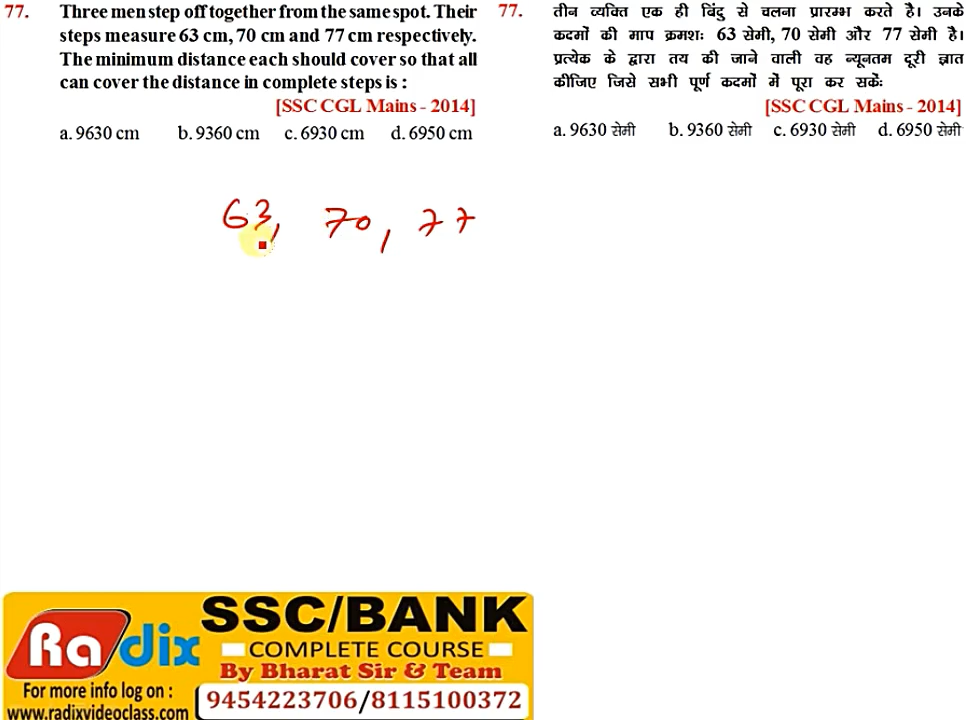 77. Three men step off together from the same spot. Their
steps measure 63 cm, 70 cm and 77 cm respectively.
The minimum distance each should cover so that all
can cover the distance in complete steps is :
[SSC CGL Mains - 2014]
a. 9630 cm b. 9360 cm c. 6930 cm d. 6950 cm
77. तीन व्यक्ति एक ही बिंदु से चलना प्रारम्भ करते है। उनके
कदमों की माप क्रमशः 63 सेमी, 70 सेमी और 77 सेमी है।
प्रत्येक के द्वारा तय की जाने वाली वह न्यूनतम दूरी ज्ञात
कीजिए जिसे सभी पूर्ण कदमों में पूरा कर सकेंः
[SSC CGL Mains - 2014]
a. 9630 सेमी b. 9360 सेमी c. 6930 सेमी d. 6950 सेमी
63, 70, 77
Radix
SSC/BANK
COMPLETE COURSE
By Bharat Sir & Team
For more info log on :
www.radixvideoclass.com
9454223706/8115100372